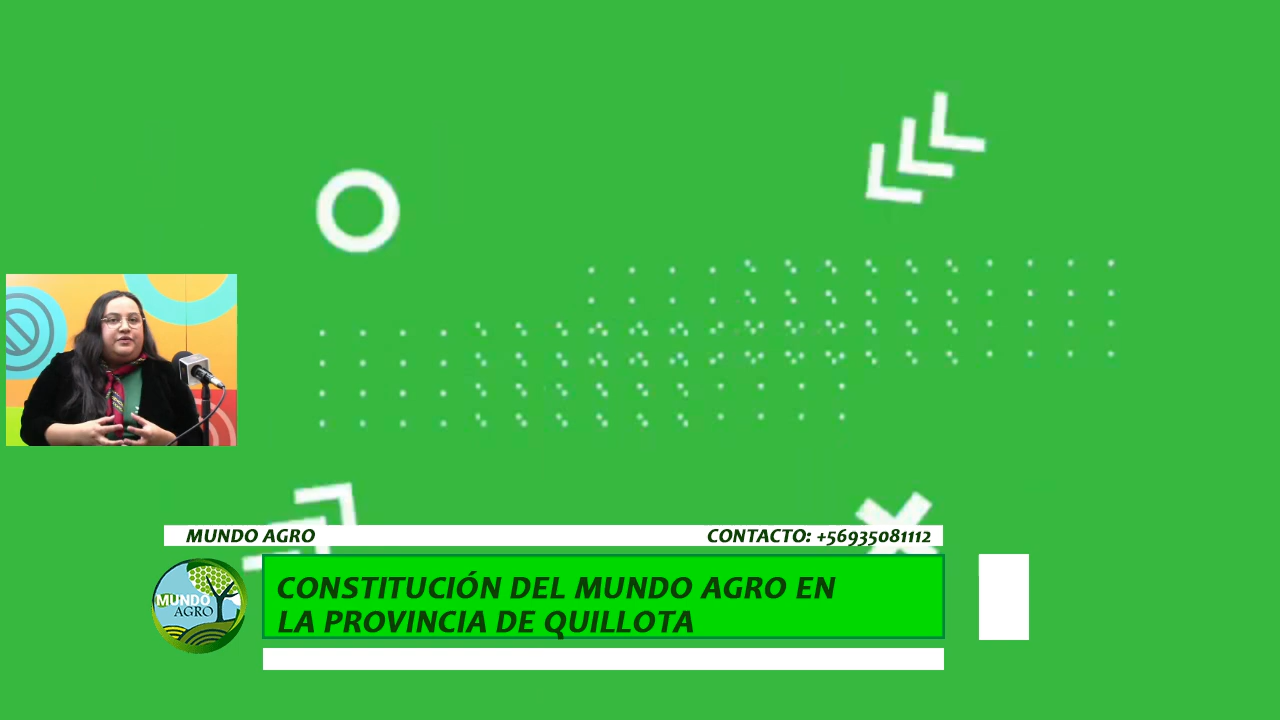 MUNDO AGRO
CONTACTO: +56935081112
MUNDO
AGRO
CONSTITUCIÓN DEL MUNDO AGRO EN
LA PROVINCIA DE QUILLOTA